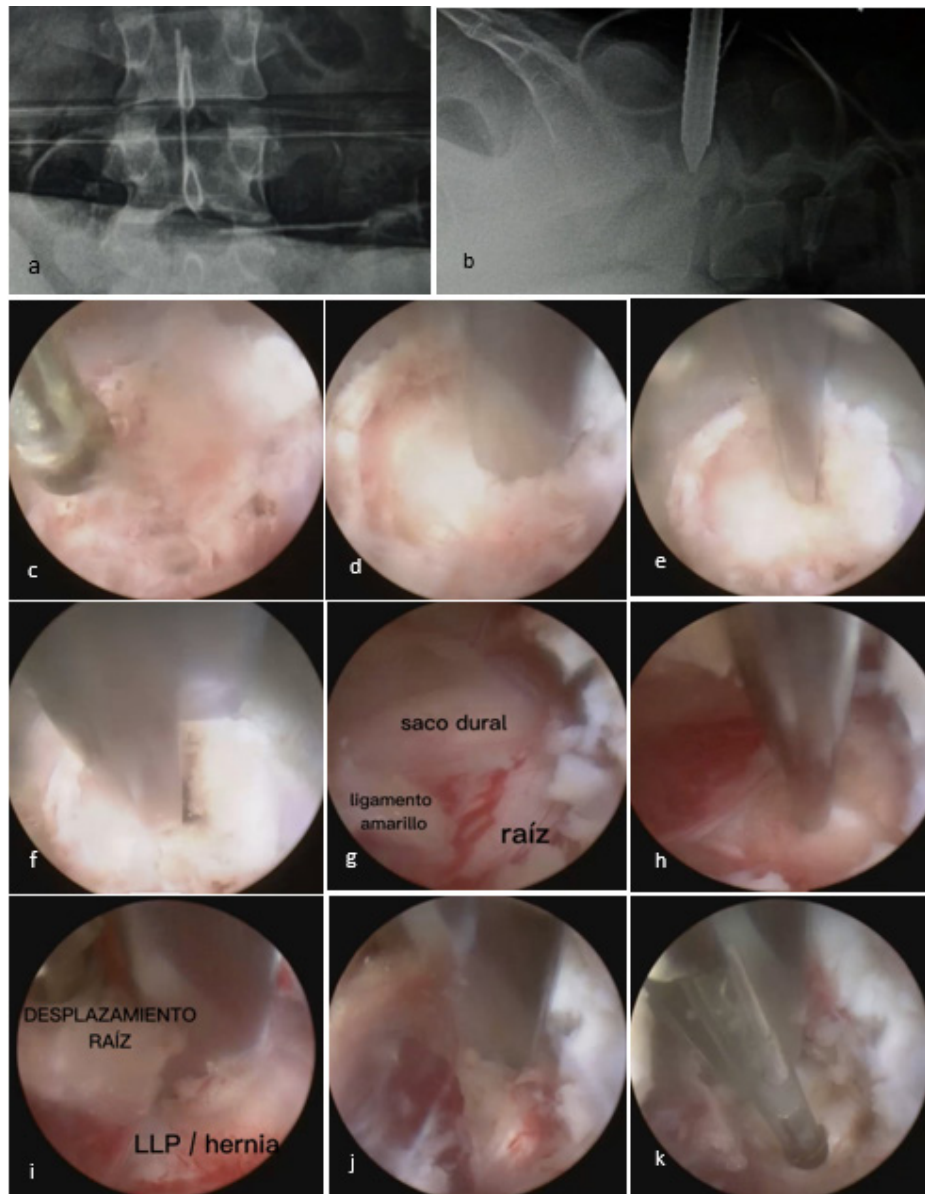 a
b
c
d
e
f
saco dural
ligamento
amarillo
raíz
g
h
DESPLAZAMIENTO
RAÍZ
LLP / hernia
i
j
k